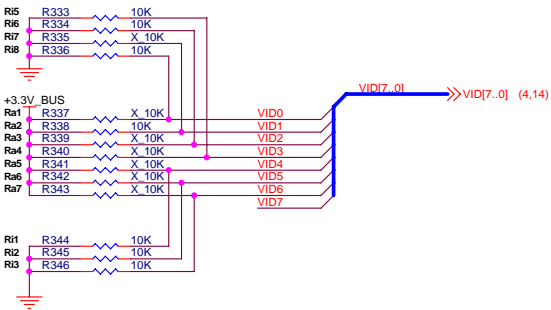 Ri5 R333 10K
Ri6 R334 10K
Ri7 R335 X_10K
Ri8 R336 10K
VID[7..0] VID[7..0] (4,14)
+3.3V_BUS
Ra1 R337 X_10K VID0
Ra2 R338 10K VID1
Ra3 R339 X_10K VID2
Ra4 R340 X_10K VID3
Ra5 R341 X_10K VID4
Ra6 R342 X_10K VID5
Ra7 R343 X_10K VID6
VID7
Ri1 R344 10K
Ri2 R345 10K
Ri3 R346 10K